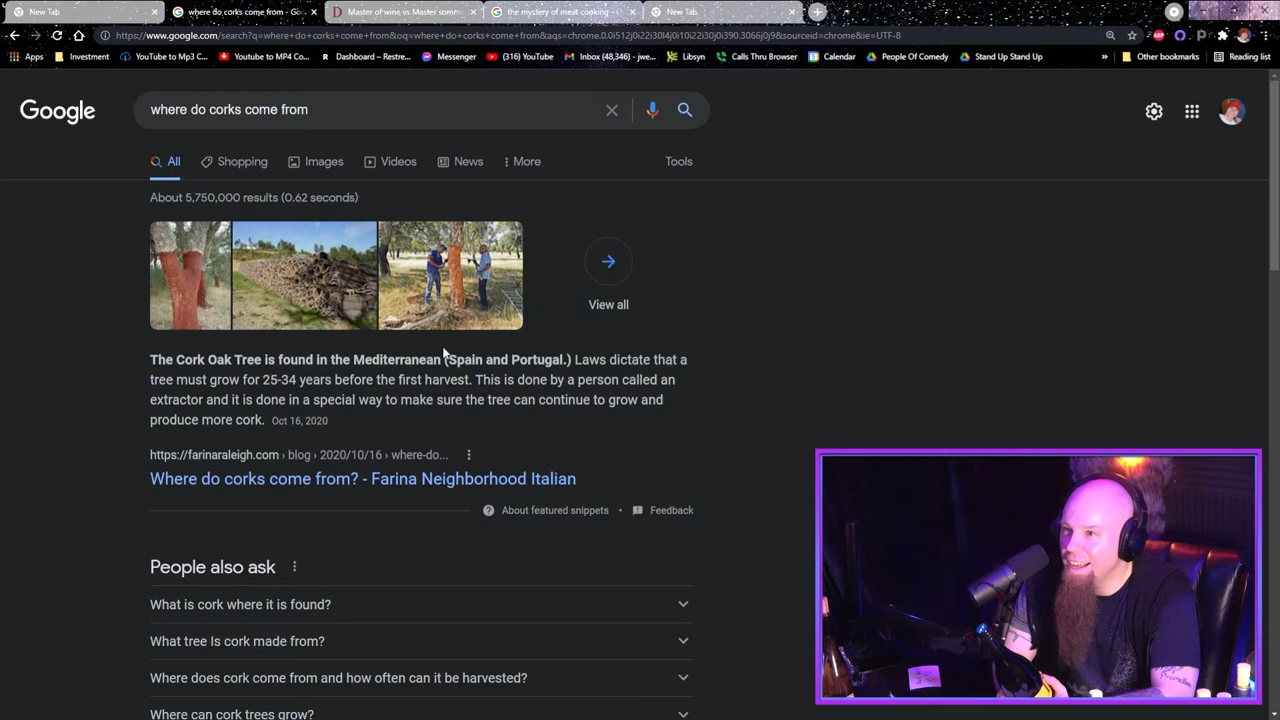 New Tab
where do corks come from - Go
Master of wine vs Master somm
the mystery of meat cooking - G
New Tab
https://www.google.com/search?q=where+do+corks+come+from&oq=where+do+corks+come+from&aqs=chrome.0.0i512j0i22i30l4j0i10i22i30j0i390.3066j0j9&sourceid=chrome&ie=UTF-8
Apps
Investment
YouTube to Mp3 C...
Youtube to MP4 Co...
Dashboard – Restre...
Messenger
(316) YouTube
Inbox (48,346) - jwe...
Libsyn
Calls Thru Browser
Calendar
People Of Comedy
Stand Up Stand Up
»
Other bookmarks
Reading list
Google
where do corks come from
All
Shopping
Images
Videos
News
More
Tools
About 5,750,000 results (0.62 seconds)
View all
The Cork Oak Tree is found in the Mediterranean (Spain and Portugal.) Laws dictate that a
tree must grow for 25-34 years before the first harvest. This is done by a person called an
extractor and it is done in a special way to make sure the tree can continue to grow and
produce more cork. Oct 16, 2020
https://farinaraleigh.com › blog › 2020/10/16 › where-do...
Where do corks come from? - Farina Neighborhood Italian
About featured snippets • Feedback
People also ask
What is cork where it is found?
What tree Is cork made from?
Where does cork come from and how often can it be harvested?
Where can cork trees grow?